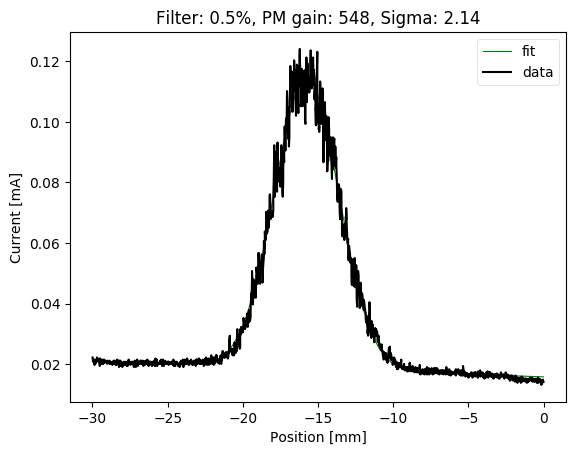 Filter: 0.5%, PM gain: 548, Sigma: 2.14
fit
data
0.12
0.10
0.08
0.06
0.04
0.02
Current [mA]
−30
−25
−20
−15
−10
−5
0
Position [mm]